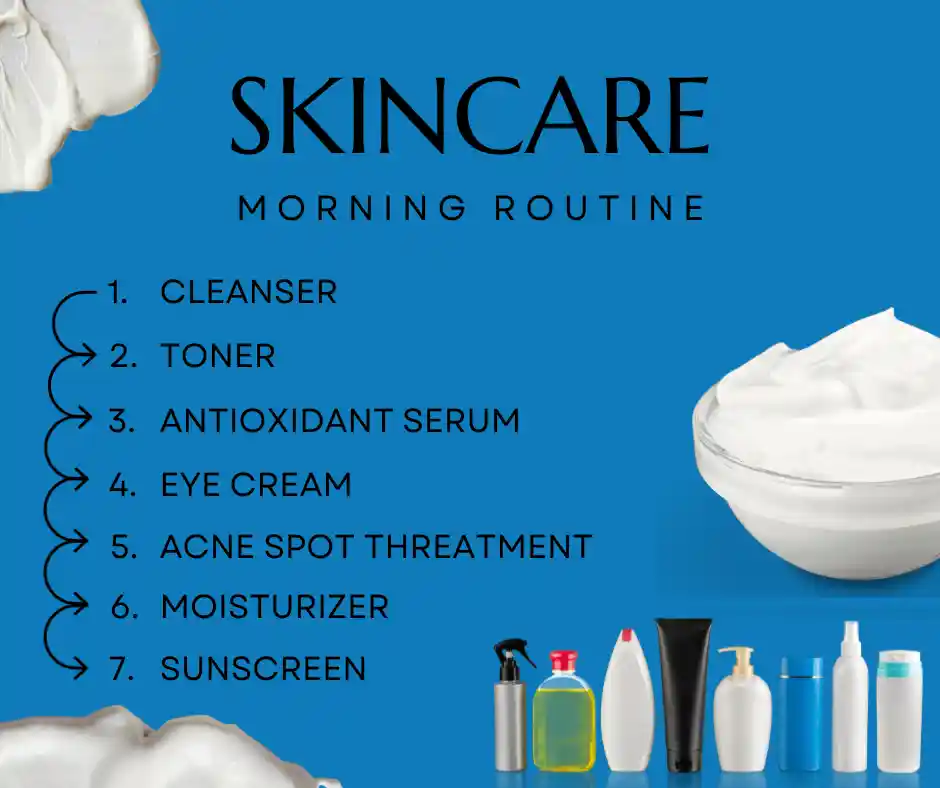 SKINCARE
MORNING ROUTINE
1. CLEANSER
2. TONER
3. ANTIOXIDANT SERUM
4. EYE CREAM
5. ACNE SPOT THREATMENT
6. MOISTURIZER
7. SUNSCREEN